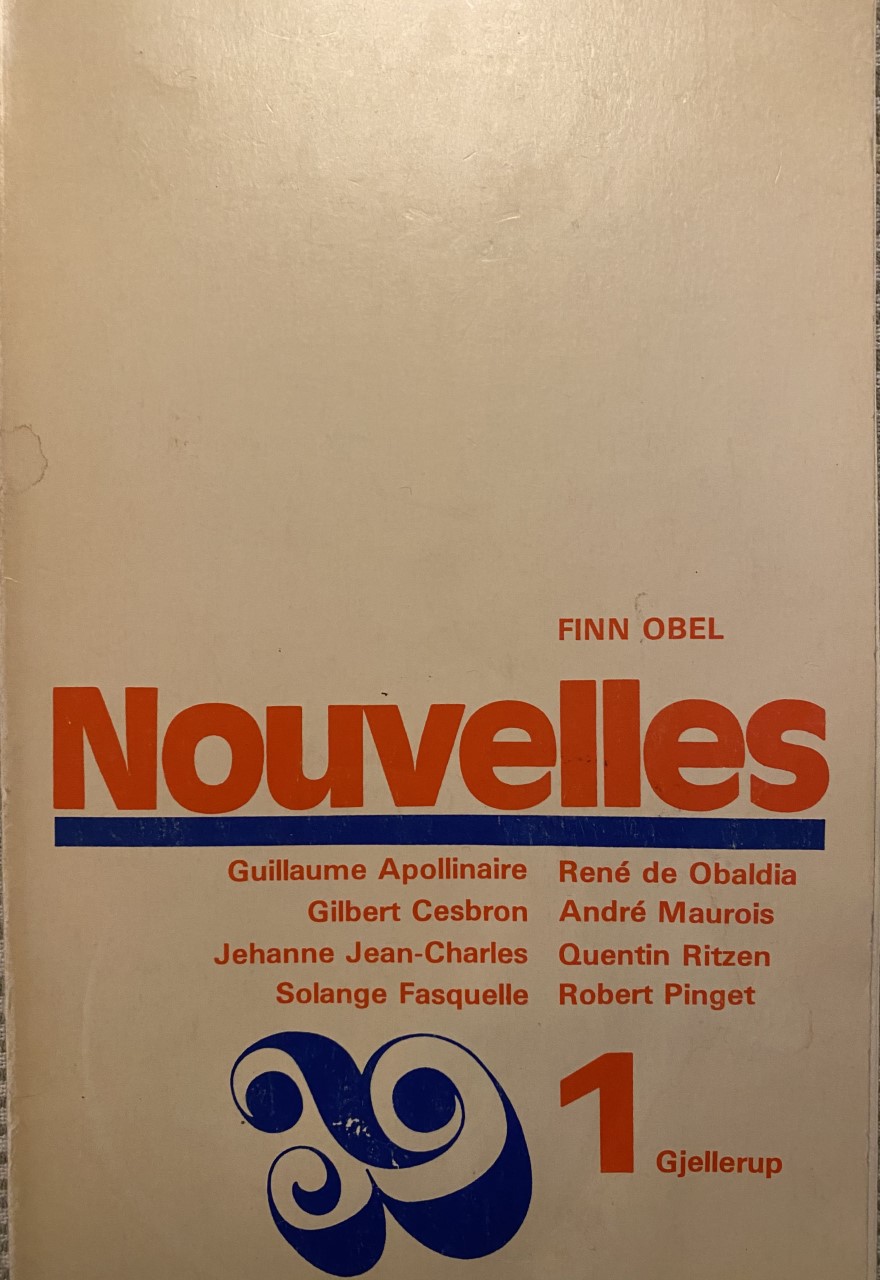 FINN OBEL
Nouvelles
Guillaume Apollinaire René de Obaldia
Gilbert Cesbron André Maurois
Jehanne Jean-Charles Quentin Ritzen
Solange Fasquelle Robert Pinget
1 Gjellerup